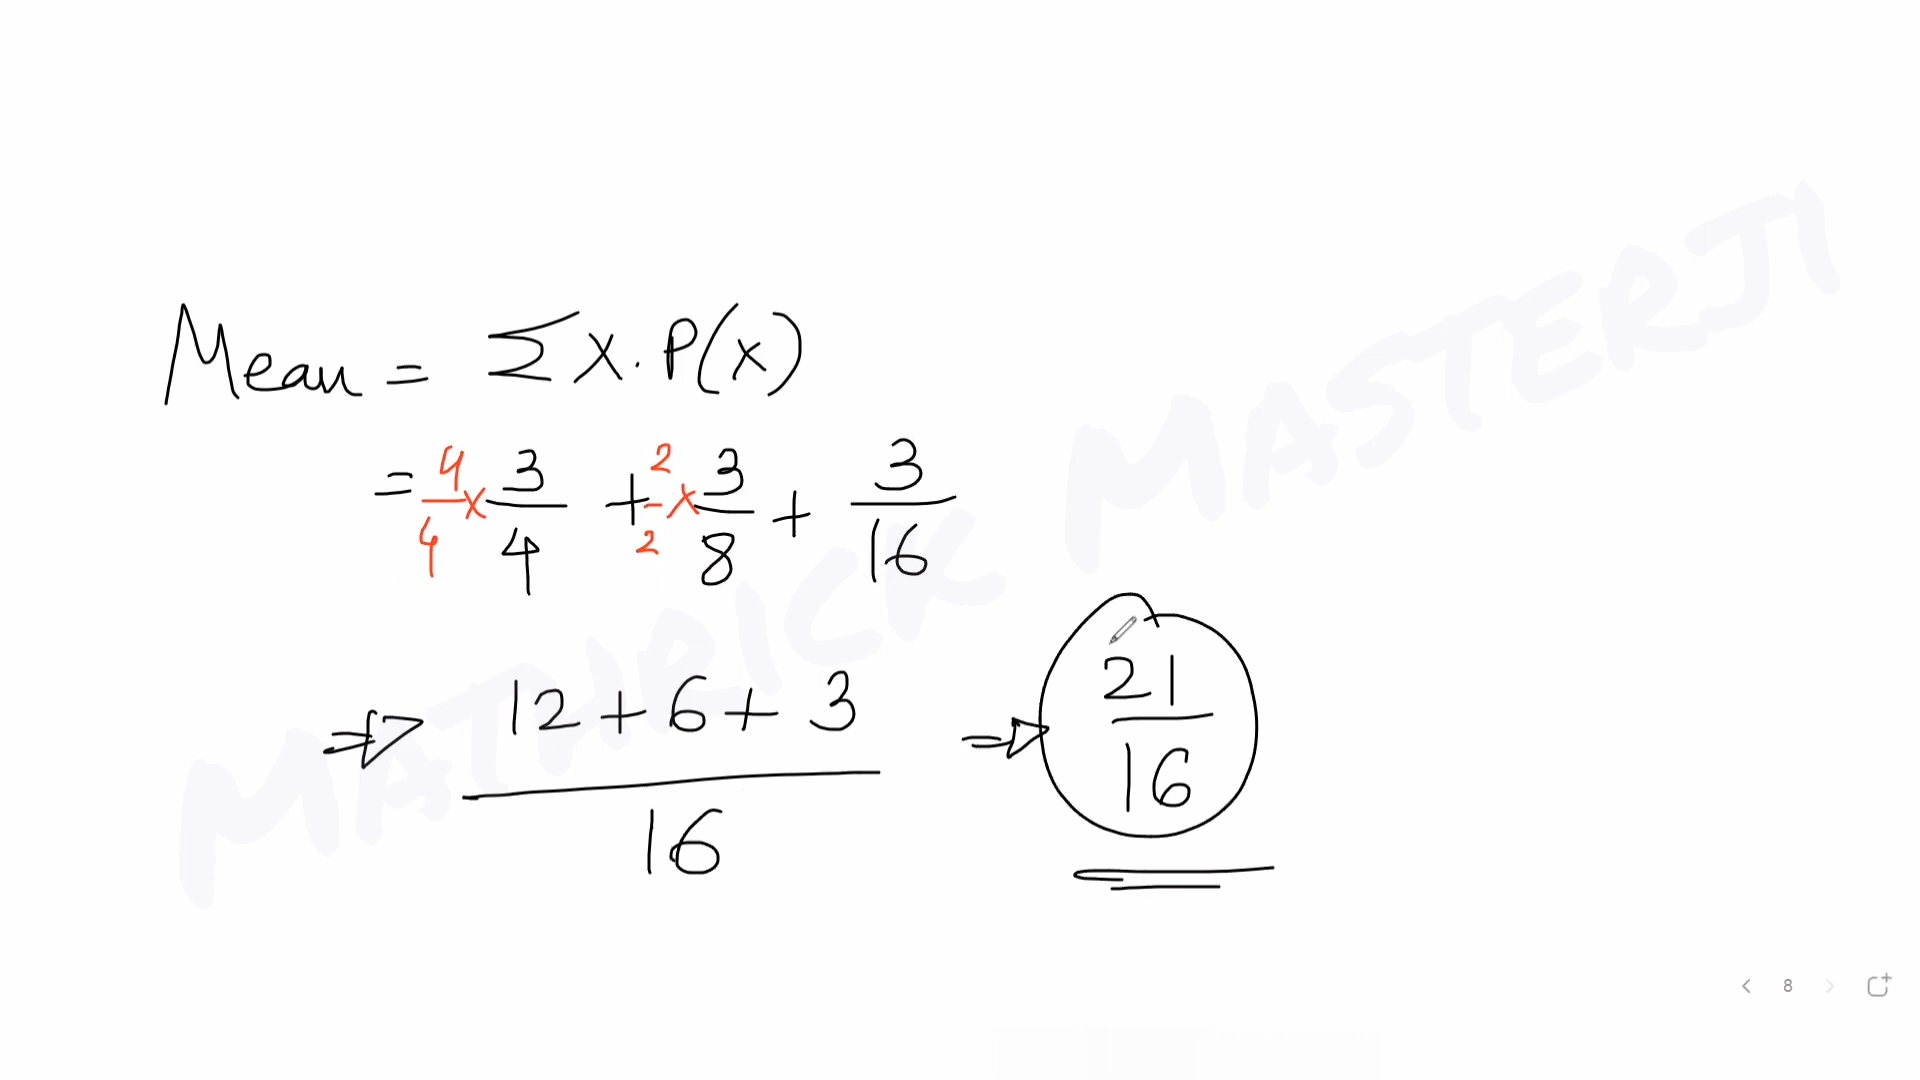 Mean = Σ X . P(x)
= 4/4 x 3/4 + 2/2 x 3/8 + 3/16
⇒ 12 + 6 + 3 / 16 ⇒ 21/16
MATHRICK MASTERJI
8